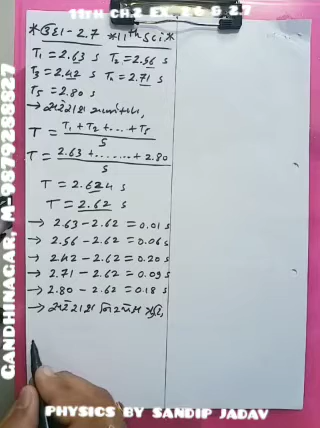 11TH CH.2 EX. 2.6 & 2.7
* ઉદા - 2.7 * 11th Sci *
T₁ = 2.63 s T₂ = 2.56 s
T₃ = 2.42 s T₄ = 2.71 s
T₅ = 2.80 s
→ સરેરાશ
T = T₁ + T₂ + ... + T₅ / 5
T = 2.63 + ....... + 2.80 / 5
T = 2.624 s
T = 2.62 s
→ 2.63 - 2.62 = 0.01 s
→ 2.56 - 2.62 = 0.06 s
→ 2.42 - 2.62 = 0.20 s
→ 2.71 - 2.62 = 0.09 s
→ 2.80 - 2.62 = 0.18 s
→ સરેરાશ નિરપેક્ષ ત્રુટિ,
GANDHINAGAR, M-9879288827
PHYSICS BY SANDIP JADAV